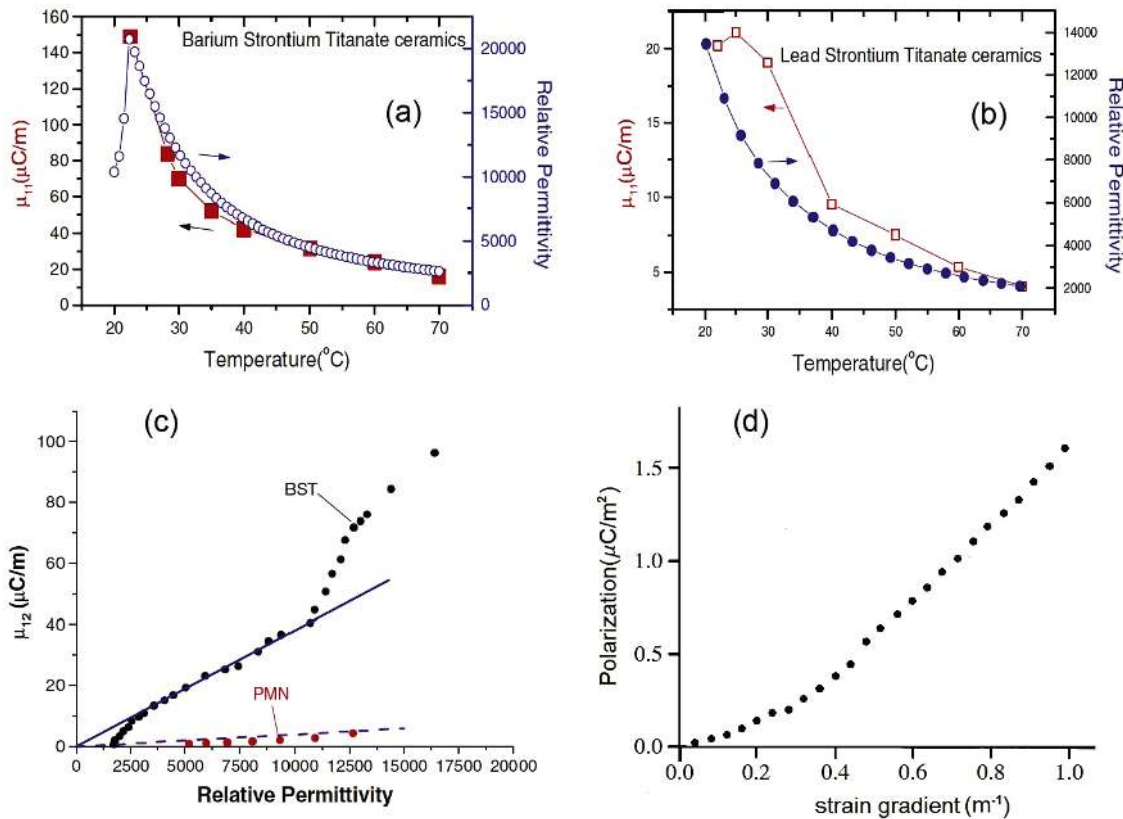 Barium Strontium Titanate ceramics
(a)
μ11(μC/m)
160
140
120
100
80
60
40
20
0
20 30 40 50 60 70
Temperature(°C)
20000
15000
10000
5000
0
Relative Permittivity
Lead Strontium Titanate ceramics
(b)
μ11(μC/m)
20
15
10
5
20 30 40 50 60 70
Temperature(°C)
14000
12000
10000
8000
6000
4000
2000
Relative Permittivity
(c)
μ12 (μC/m)
100
80
60
40
20
0
BST
PMN
0 2500 5000 7500 10000 12500 15000 17500 20000
Relative Permittivity
(d)
Polarization(μC/m²)
1.5
1.0
0.5
0.0
0.0 0.2 0.4 0.6 0.8 1.0
strain gradient (m⁻¹)